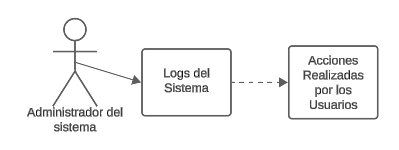 Logs del
Sistema
Acciones
Realizadas
por los
Usuarios
Administrador del
sistema